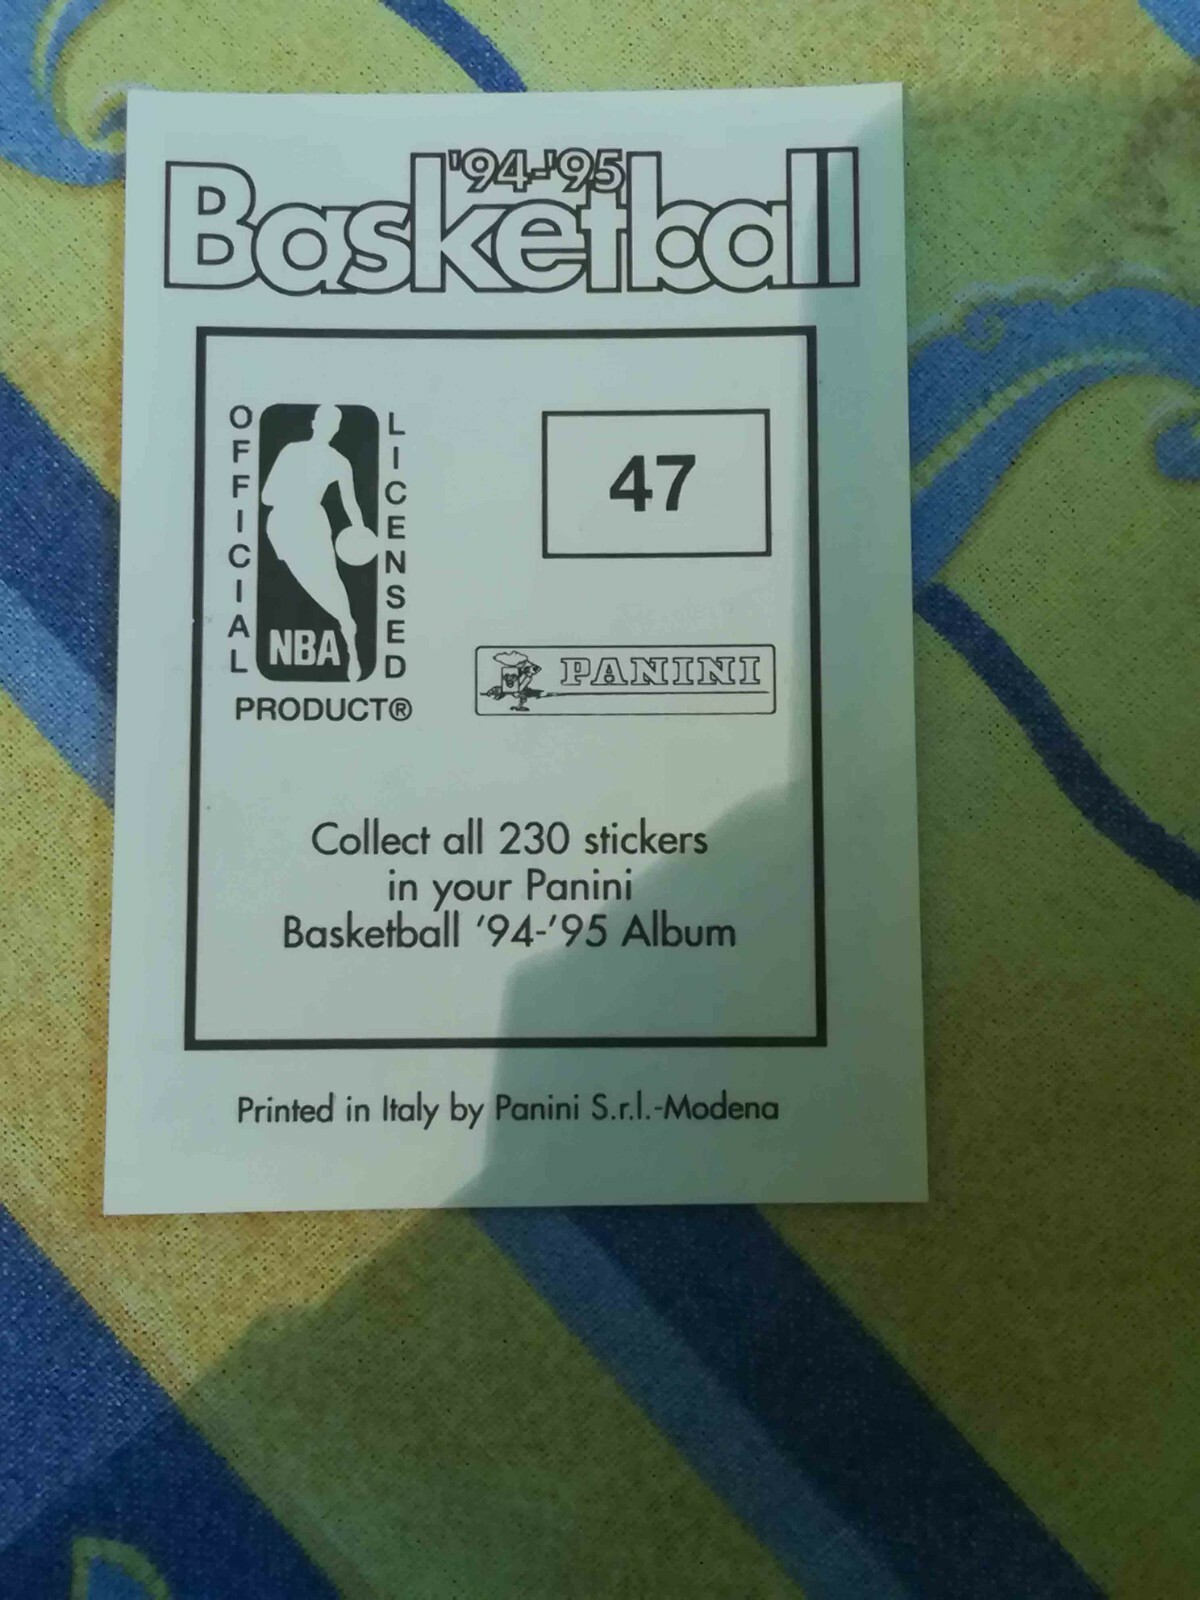 '94-'95
Basketball
OFFICIAL
LICENSED
NBA
PRODUCT®
47
PANINI
Collect all 230 stickers
in your Panini
Basketball '94-'95 Album
Printed in Italy by Panini S.r.l.-Modena